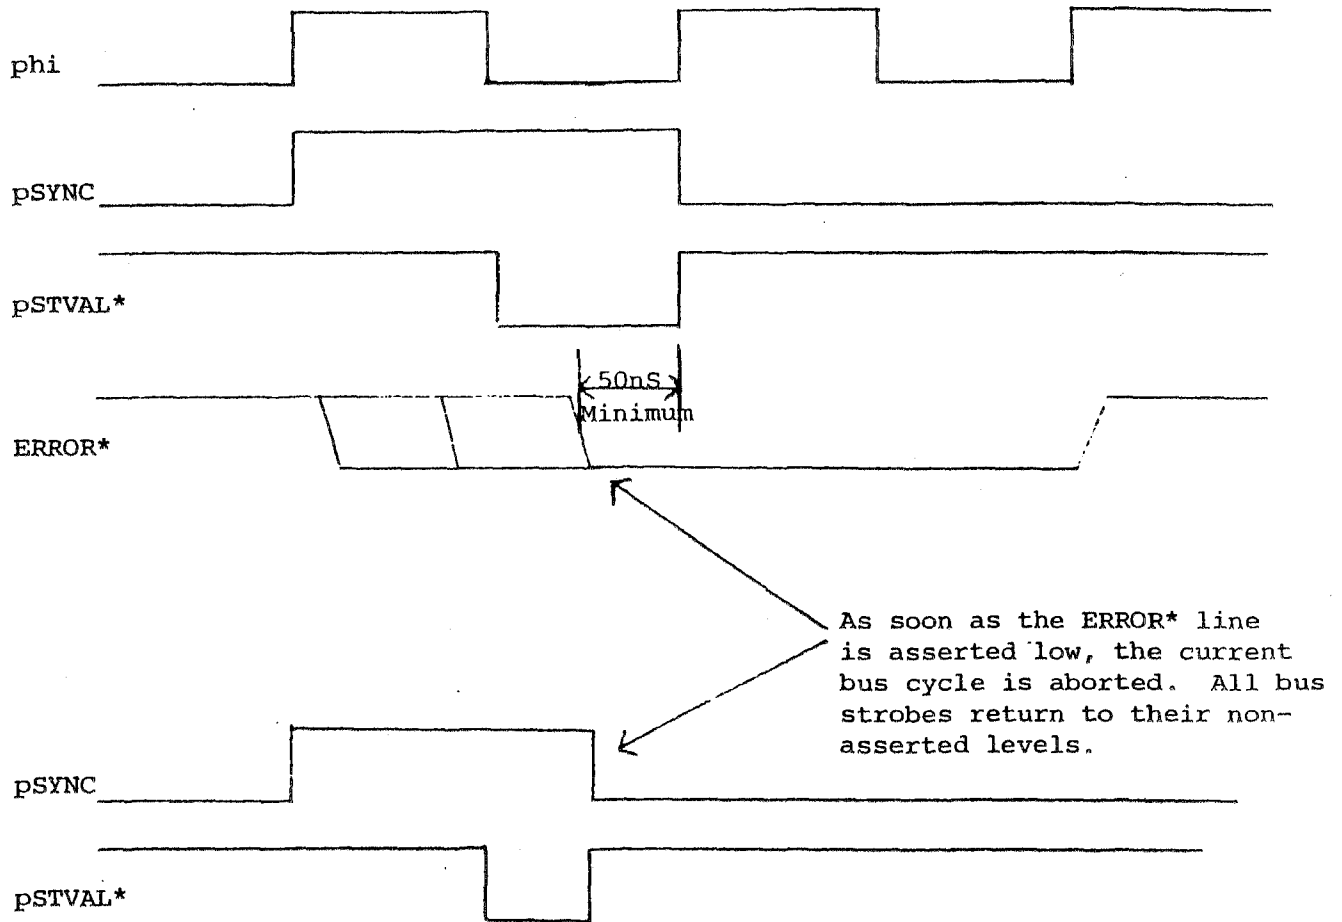 phi
pSYNC
pSTVAL*
50nS
Minimum
ERROR*
As soon as the ERROR* line
is asserted low, the current
bus cycle is aborted. All bus
strobes return to their non-
asserted levels.
pSYNC
pSTVAL*